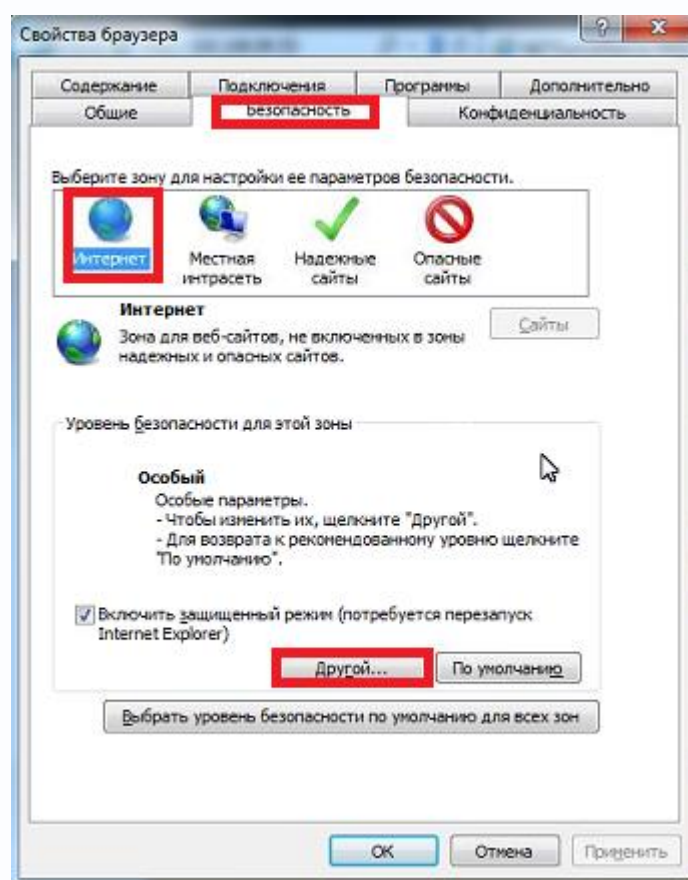 Свойства браузера
Содержание Подключения Программы Дополнительно
Общие Безопасность Конфиденциальность
Выберите зону для настройки ее параметров безопасности.
Интернет Местная интрасеть Надежные сайты Опасные сайты
Интернет
Зона для веб-сайтов, не включенных в зоны
надежных и опасных сайтов.
Сайты
Уровень безопасности для этой зоны
Особый
Особые параметры.
- Чтобы изменить их, щелкните "Другой".
- Для возврата к рекомендованному уровню щелкните
"По умолчанию".
Включить защищенный режим (потребуется перезапуск
Internet Explorer)
Другой... По умолчанию
Выбрать уровень безопасности по умолчанию для всех зон
OK Отмена Применить